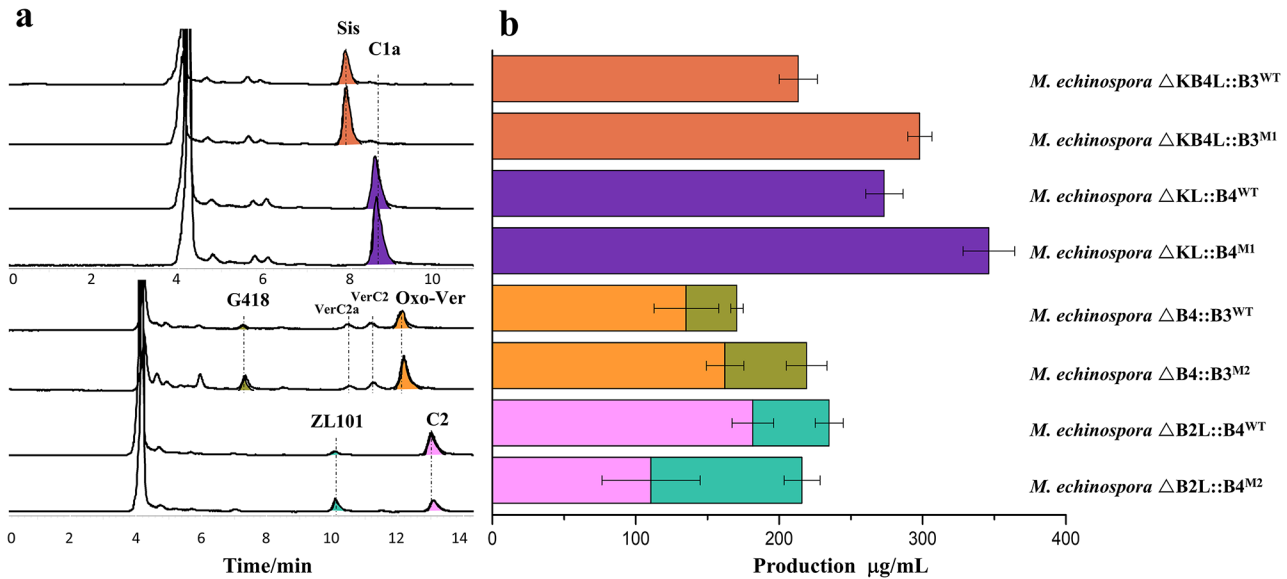 a
b
Sis
C1a
0 2 4 6 8 10
G418
VerC2a
VerC2
Oxo-Ver
ZL101
C2
0 2 4 6 8 10 12 14
Time/min
M. echinospora △KB4L::B3WT
M. echinospora △KB4L::B3M1
M. echinospora △KL::B4WT
M. echinospora △KL::B4M1
M. echinospora △B4::B3WT
M. echinospora △B4::B3M2
M. echinospora △B2L::B4WT
M. echinospora △B2L::B4M2
0 100 200 300 400
Production μg/mL